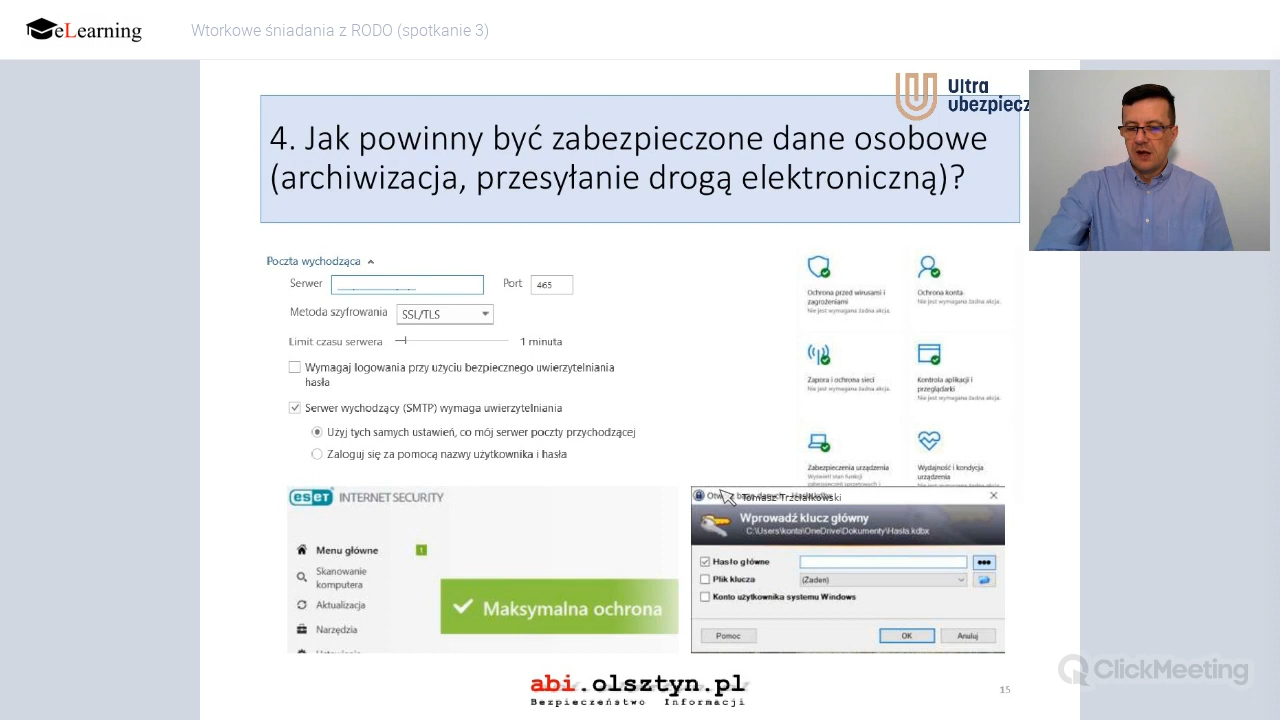 eLearning
Wtorkowe śniadania z RODO (spotkanie 3)
Ultra
ubezpiecz
4. Jak powinny być zabezpieczone dane osobowe
(archiwizacja, przesyłanie drogą elektroniczną)?
Poczta wychodząca
Serwer
Port 465
Metoda szyfrowania SSL/TLS
Limit czasu serwera 1 minuta
Wymagaj logowania przy użyciu bezpiecznego uwierzytelniania
hasła
Serwer wychodzący (SMTP) wymaga uwierzytelniania
Użyj tych samych ustawień, co mój serwer poczty przychodzącej
Zaloguj się za pomocą nazwy użytkownika i hasła
Ochrona przed wirusami i
zagrożeniami
Nie jest wymagana żadna akcja.
Ochrona konta
Nie jest wymagana żadna akcja.
Zapora i ochrona sieci
Nie jest wymagana żadna akcja.
Kontrola aplikacji i
przeglądarki
Nie jest wymagana żadna akcja.
Zabezpieczenia urządzenia
Wyświetl stan funkcji
Wydajność i kondycja
urządzenia
eset INTERNET SECURITY
Menu główne 1
Skanowanie
komputera
Aktualizacja
Narzędzia
Maksymalna ochrona
Tomasz Trzciałkowski
Wprowadź klucz główny
C:\Users\konta\OneDrive\Dokumenty\Hasła.kdbx
Hasło główne
Plik klucza (Żaden)
Konto użytkownika systemu Windows
Pomoc OK Anuluj
abi.olsztyn.pl
Bezpieczeństwo Informacji
15
ClickMeeting